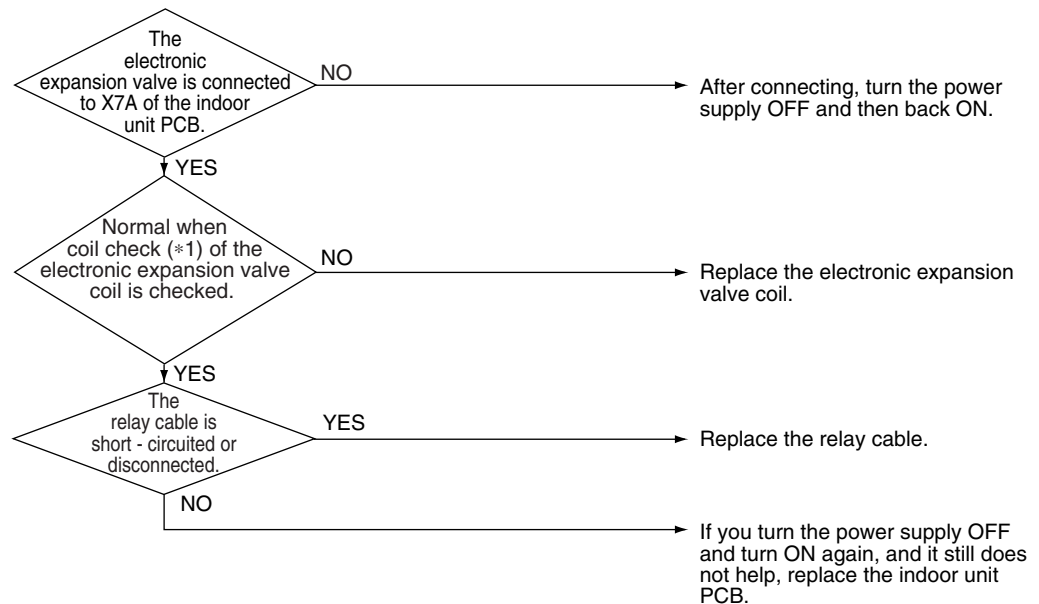 The
electronic
expansion valve is connected
to X7A of the indoor
unit PCB.
NO
After connecting, turn the power
supply OFF and then back ON.
YES
Normal when
coil check (*1) of the
electronic expansion valve
coil is checked.
NO
Replace the electronic expansion
valve coil.
YES
The
relay cable is
short - circuited or
disconnected.
YES
Replace the relay cable.
NO
If you turn the power supply OFF
and turn ON again, and it still does
not help, replace the indoor unit
PCB.